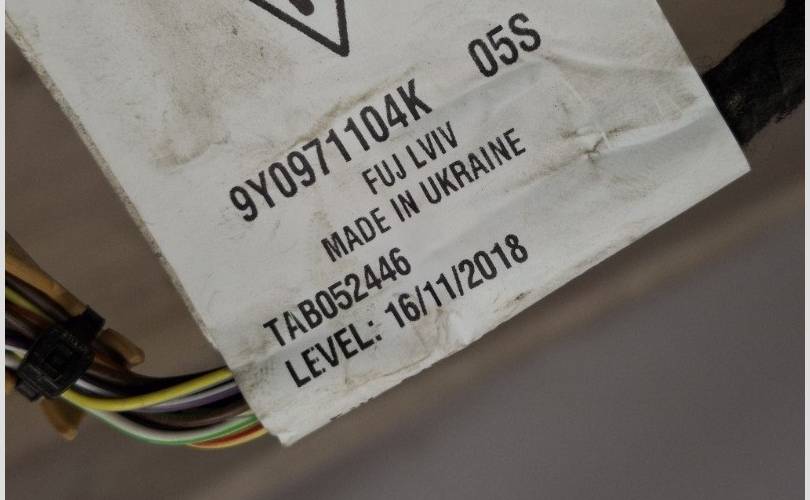 05S
9Y0971104K
FUJ LVIV
MADE IN UKRAINE
TAB052446
LEVEL: 16/11/2018